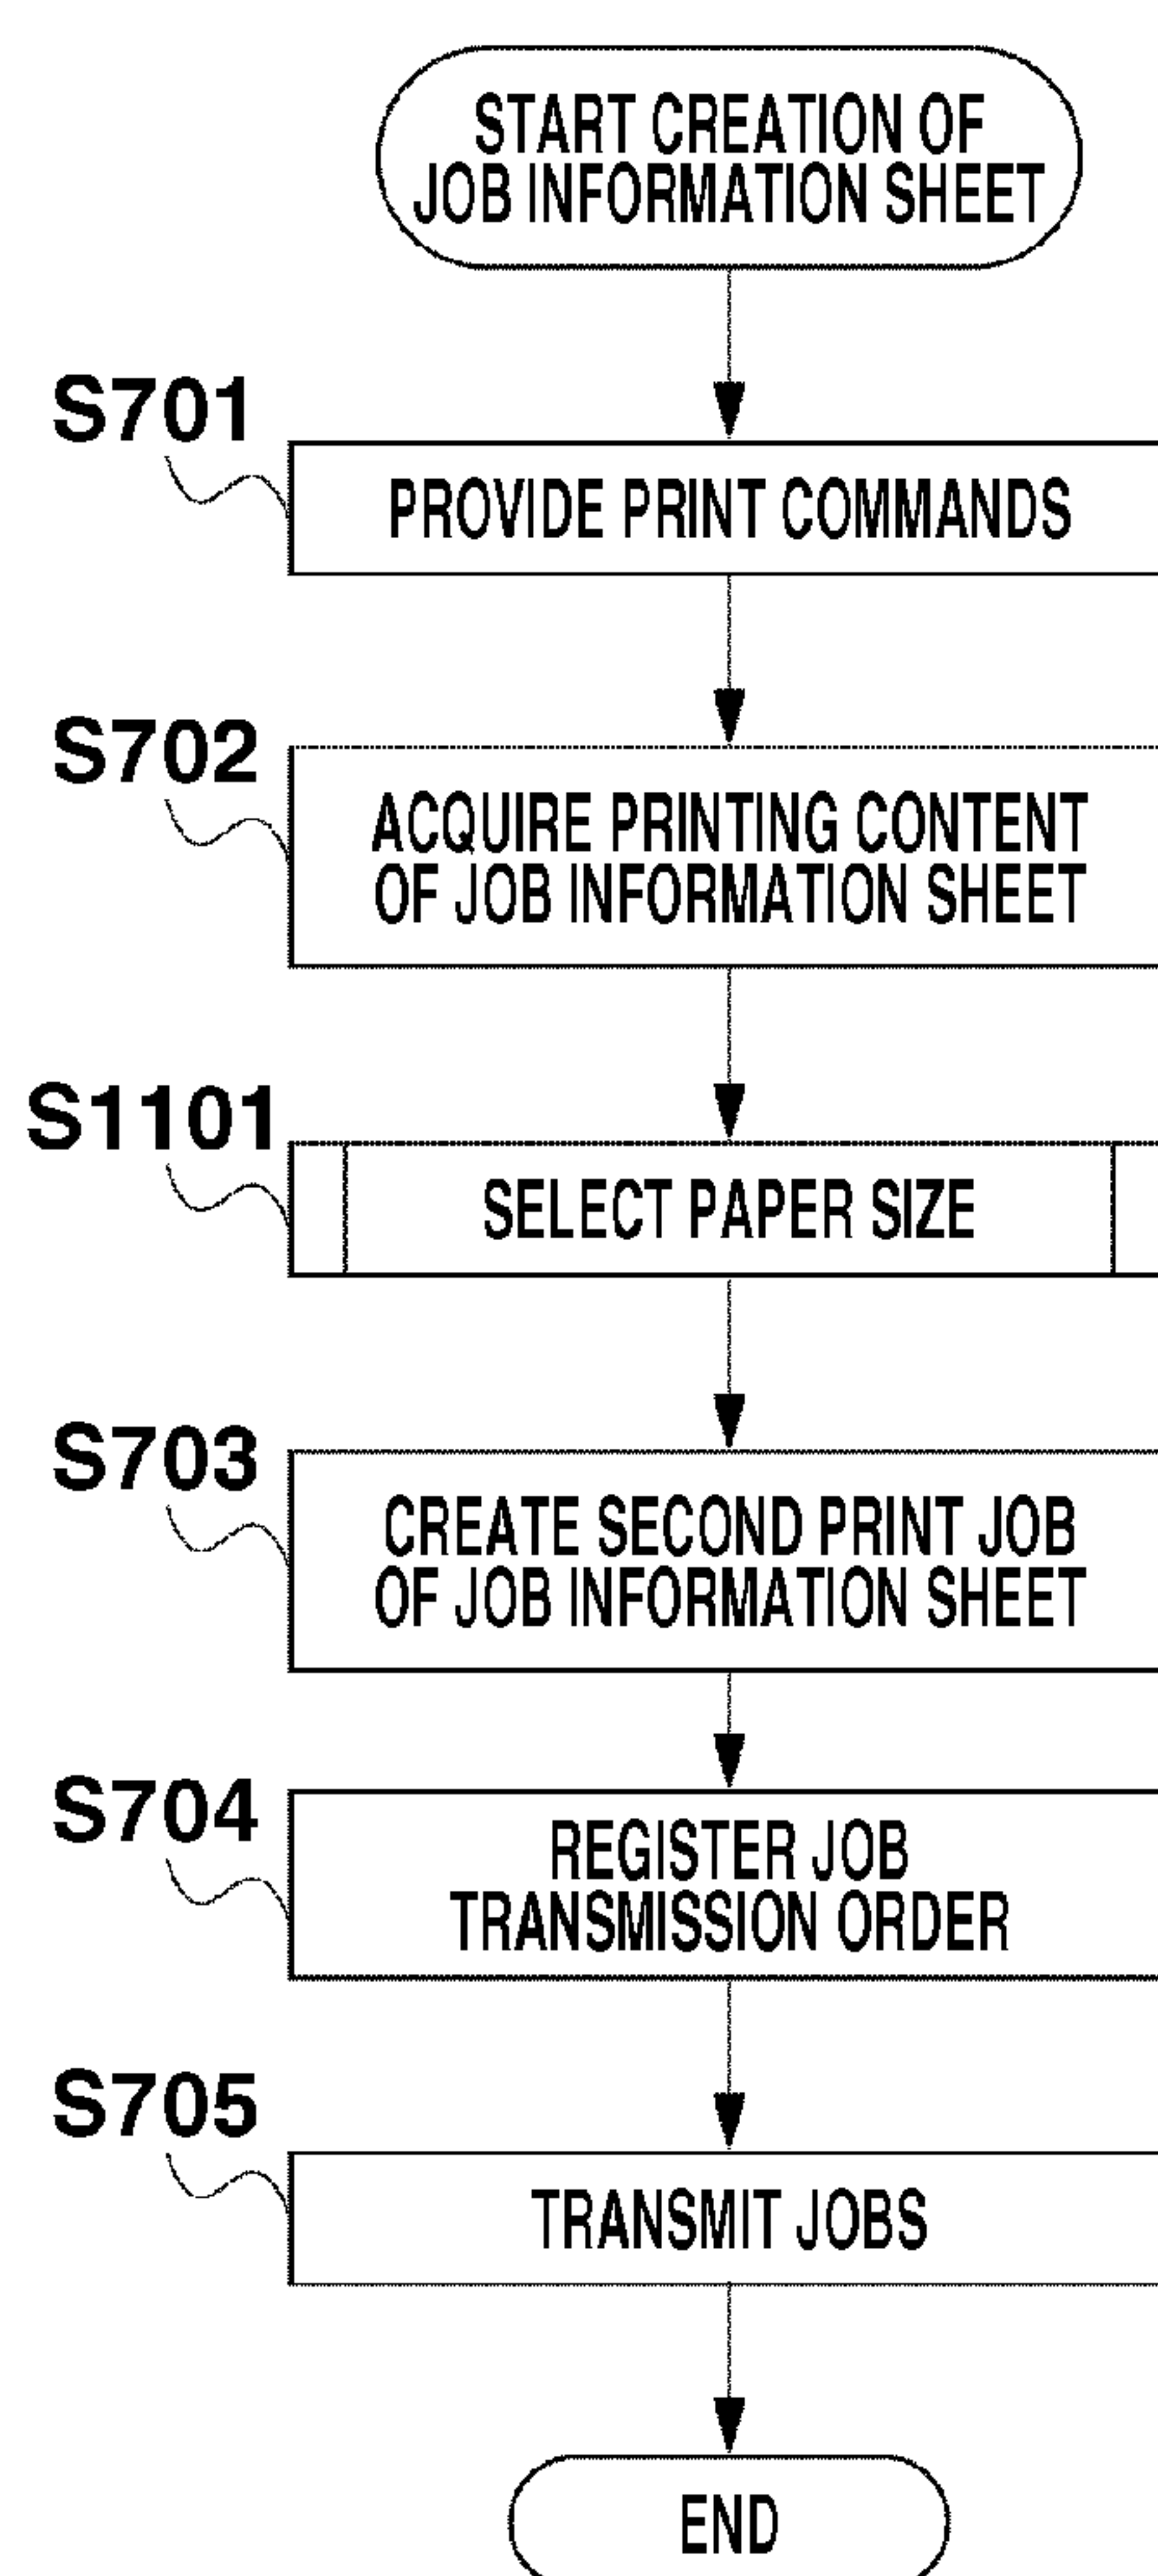 START CREATION OF
JOB INFORMATION SHEET
S701
PROVIDE PRINT COMMANDS
S702
ACQUIRE PRINTING CONTENT
OF JOB INFORMATION SHEET
S1101
SELECT PAPER SIZE
S703
CREATE SECOND PRINT JOB
OF JOB INFORMATION SHEET
S704
REGISTER JOB
TRANSMISSION ORDER
S705
TRANSMIT JOBS
END